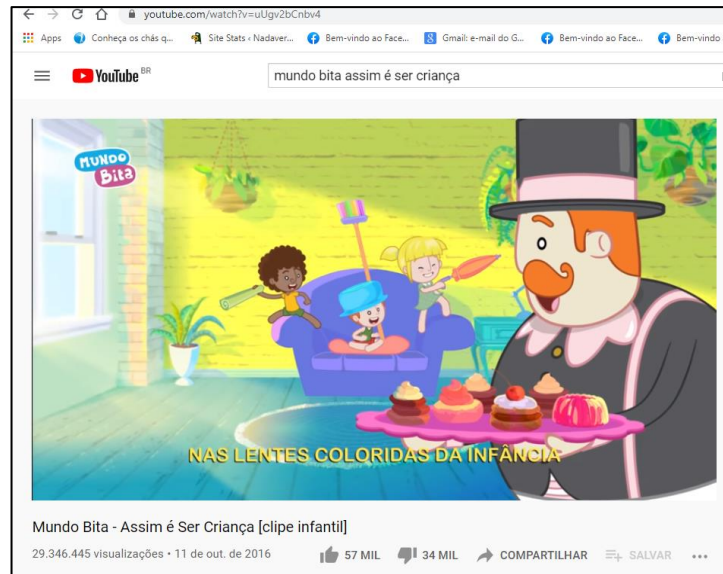 youtube.com/watch?v=uUgv2bCnbv4
Apps Conheça os chás q... Site Stats ‹ Nadaver... Bem-vindo ao Face... Gmail: e-mail do G... Bem-vindo ao Face... Bem-vindo
YouTube BR
mundo bita assim é ser criança
MUNDO
Bita
NAS LENTES COLORIDAS DA INFÂNCIA
Mundo Bita - Assim é Ser Criança [clipe infantil]
29.346.445 visualizações • 11 de out. de 2016 57 MIL 34 MIL COMPARTILHAR SALVAR